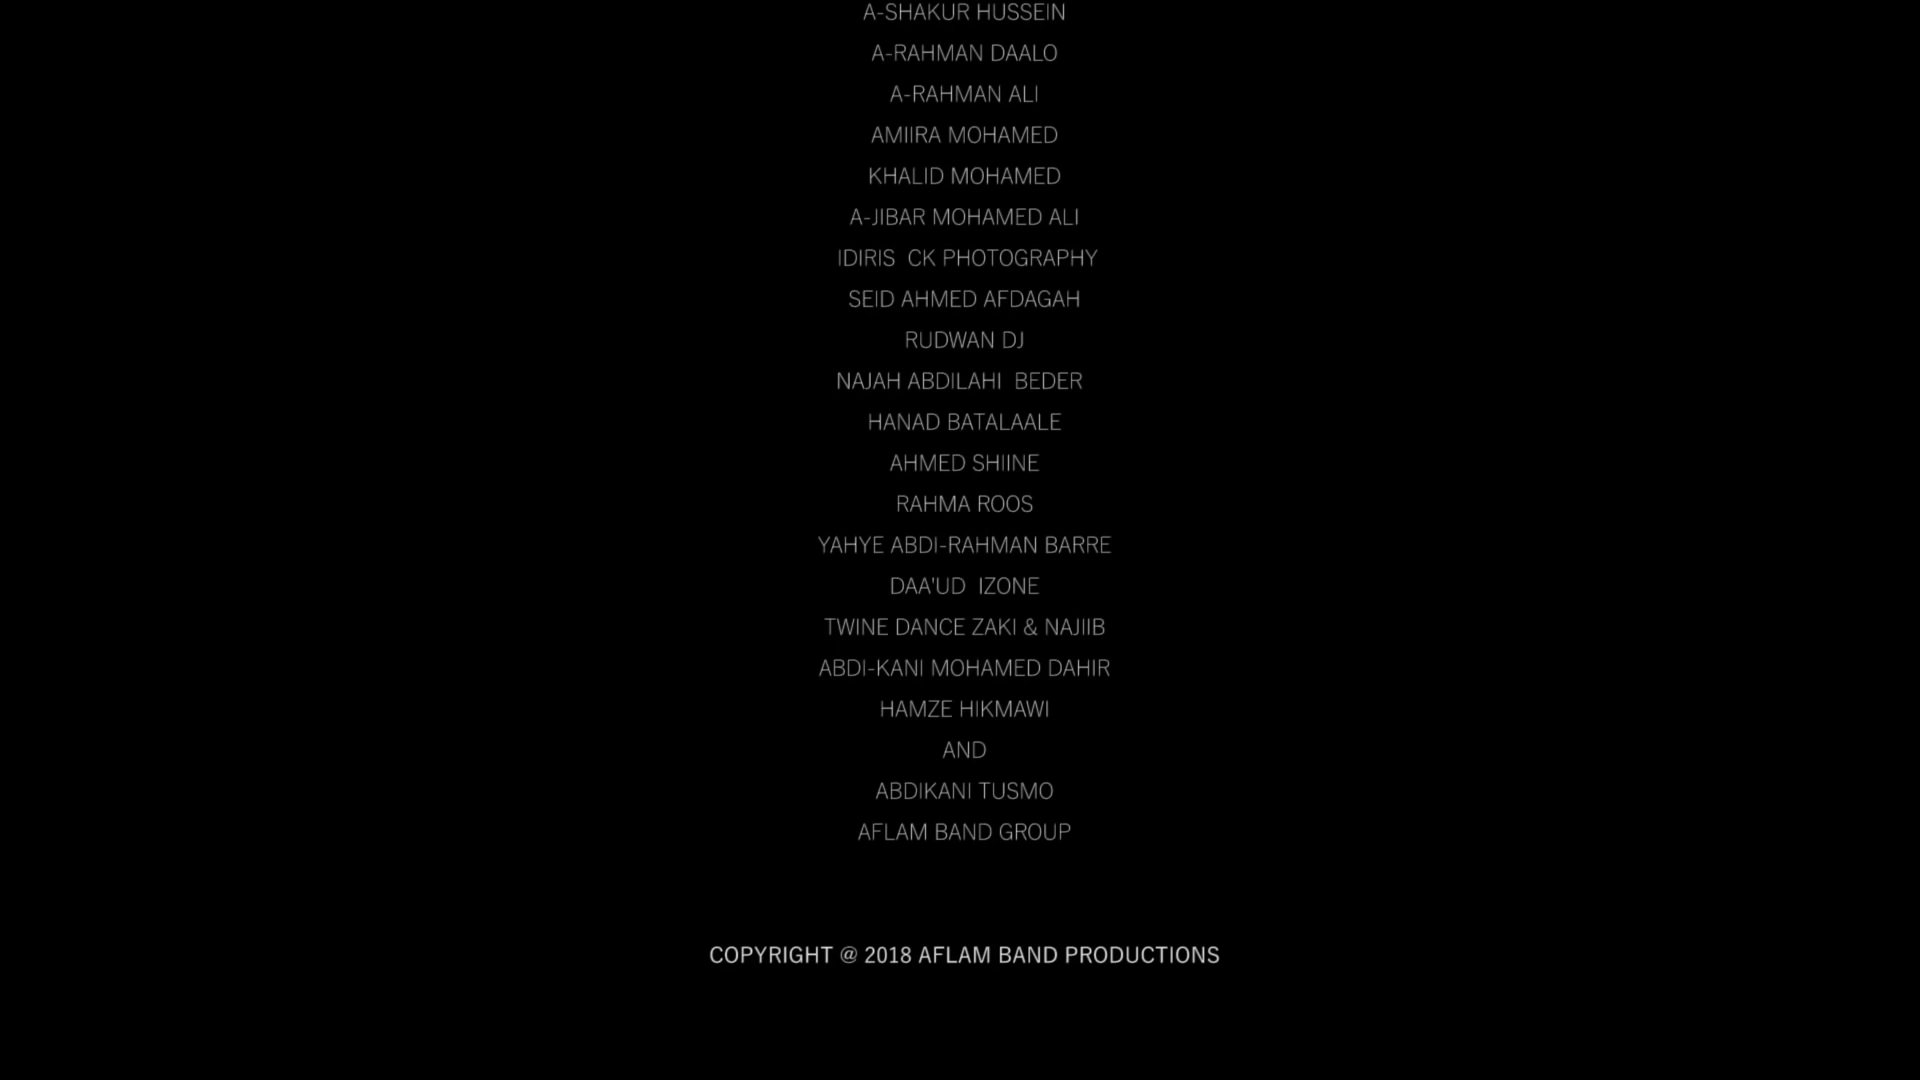 A-SHAKUR HUSSEIN
A-RAHMAN DAALO
A-RAHMAN ALI
AMIIRA MOHAMED
KHALID MOHAMED
A-JIBAR MOHAMED ALI
IDIRIS  CK PHOTOGRAPHY
SEID AHMED AFDAGAH
RUDWAN DJ
NAJAH ABDILAHI  BEDER
HANAD BATALAALE
AHMED SHIINE
RAHMA ROOS
YAHYE ABDI-RAHMAN BARRE
DAA'UD  IZONE
TWINE DANCE ZAKI & NAJIIB
ABDI-KANI MOHAMED DAHIR
HAMZE HIKMAWI
AND
ABDIKANI TUSMO
AFLAM BAND GROUP
COPYRIGHT @ 2018 AFLAM BAND PRODUCTIONS